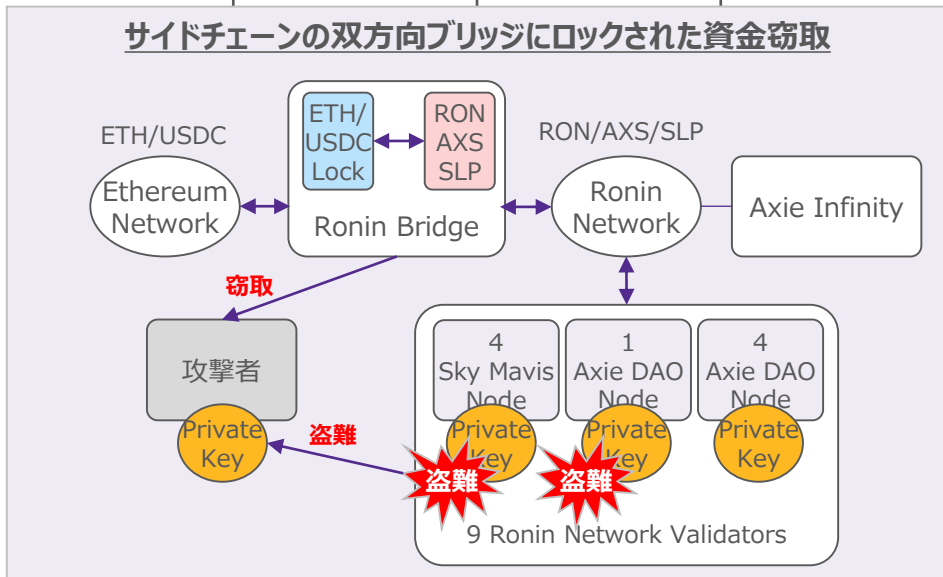 サイドチェーンの双方向ブリッジにロックされた資金窃取
ETH/USDC
ETH/
USDC
Lock
RON
AXS
SLP
RON/AXS/SLP
Ethereum
Network
Ronin Bridge
Ronin
Network
Axie Infinity
窃取
攻撃者
Private
Key
盗難
4
Sky Mavis
Node
Private
Key
盗難
1
Axie DAO
Node
Private
Key
盗難
4
Axie DAO
Node
Private
Key
9 Ronin Network Validators